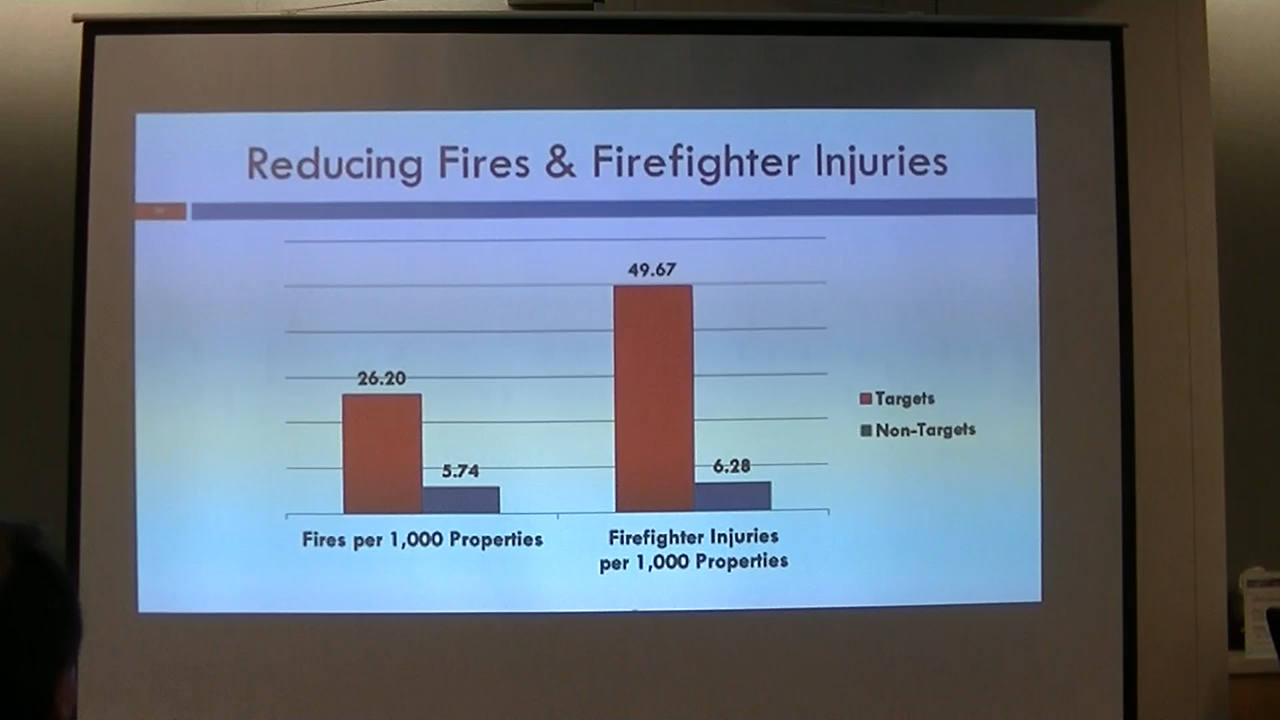 Reducing Fires & Firefighter Injuries
49.67
26.20
5.74
6.28
Targets
Non-Targets
Fires per 1,000 Properties
Firefighter Injuries
per 1,000 Properties